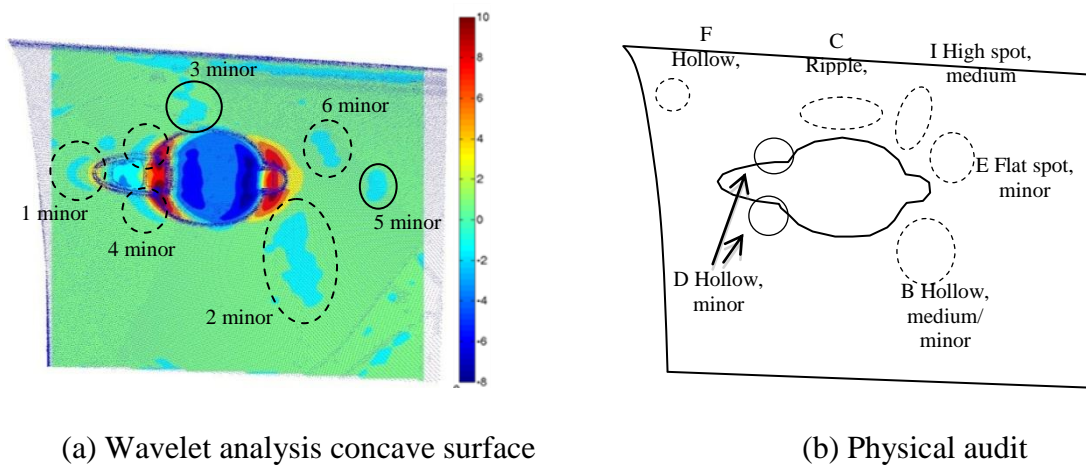 10
8
6
4
2
0
-2
-4
-6
+8
3 minor
6 minor
1 minor
4 minor
5 minor
2 minor
(a) Wavelet analysis concave surface
F
Hollow,
C
Ripple,
I High spot,
medium
E Flat spot,
minor
D Hollow,
minor
B Hollow,
medium/
minor
(b) Physical audit